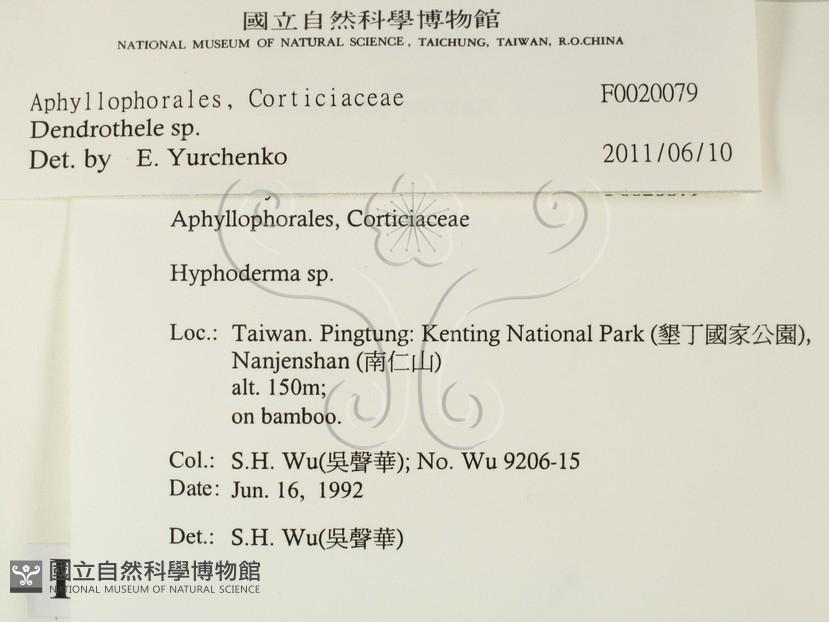 國立自然科學博物館
NATIONAL MUSEUM OF NATURAL SCIENCE, TAICHUNG, TAIWAN, R.O.CHINA
Aphyllophorales, Corticiaceae F0020079
Dendrothele sp.
Det. by E. Yurchenko 2011/06/10
Aphyllophorales, Corticiaceae
Hyphoderma sp.
Loc.: Taiwan. Pingtung: Kenting National Park (墾丁國家公園),
Nanjenshan (南仁山)
alt. 150m;
on bamboo.
Col.: S.H. Wu(吳聲華); No. Wu 9206-15
Date: Jun. 16, 1992
Det.: S.H. Wu(吳聲華)
國立自然科學博物館
NATIONAL MUSEUM OF NATURAL SCIENCE